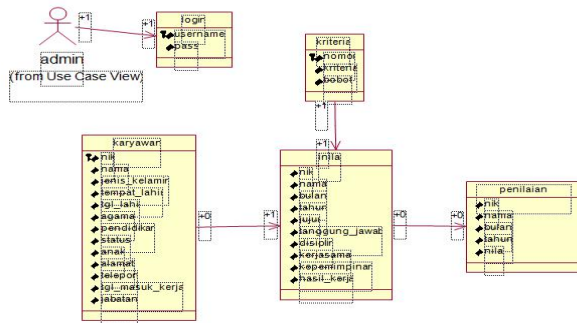 +1
+1
login
username
pass
admin
(from Use Case View)
kriteria
nomor
kriteria
bobot
+1
+1
karyawan
nik
nama
jenis_kelamin
tempat_lahir
tgl_lahir
agama
pendidikan
status
anak
alamat
telepon
tgl_masuk_kerja
jabatan
+0
+1
nilai
nik
nama
bulan
tahun
jujur
tanggung_jawab
disiplin
kerjasama
kepemimpinan
hasil_kerja
+0
+0
penilaian
nik
nama
bulan
tahun
nilai